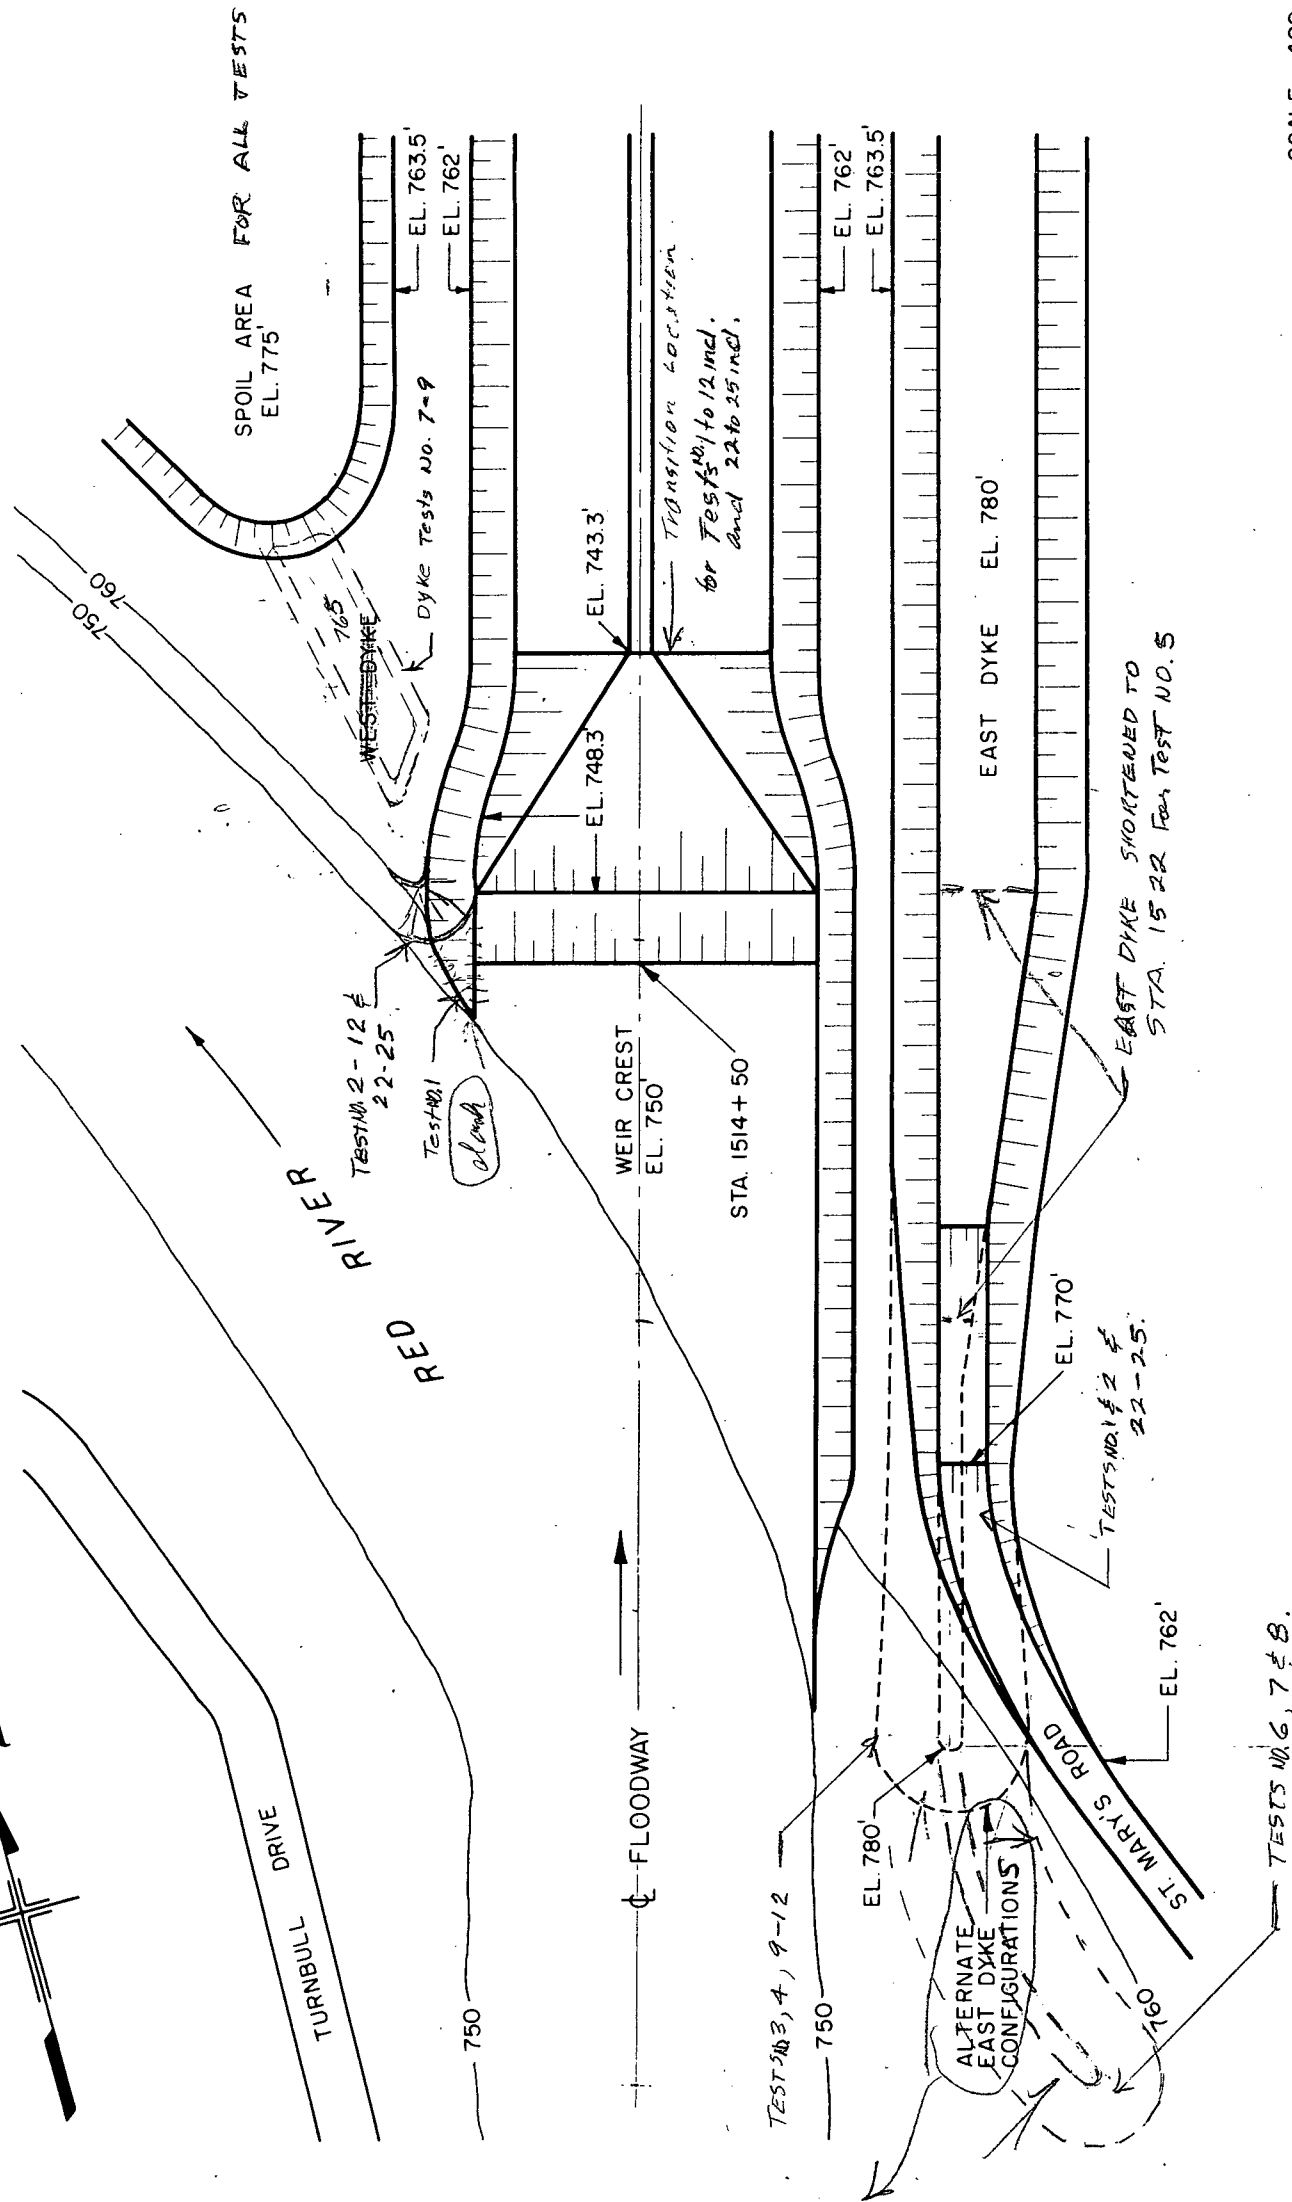 SPOIL AREA FOR ALL TESTS
EL. 775'
EL. 763.5'
EL. 762'
Dyke Tests No. 7-9
760
750
WEST DYKE
765
Transition Location
for Tests No. 1 to 12 incl.
and 22 to 25 incl.
EL. 743.3'
EL. 748.3'
EL. 762'
EL. 763.5'
EAST DYKE EL. 780'
EAST DYKE SHORTENED TO
STA. 15 22 For TEST NO. 5
TEST NO. 2-12 &
22-25
Test NO.1
WEIR CREST
EL. 750'
STA. 1514+50
RED RIVER
EL. 770'
TESTS NO.1 & 2 &
22-25.
TURNBULL DRIVE
750
℄ FLOODWAY
750
TESTS NO 3, 4, 9-12
EL. 780'
ALTERNATE
EAST DYKE
CONFIGURATIONS
EL. 762'
ST. MARY'S ROAD
760
TESTS NO. 6, 7 & 8.